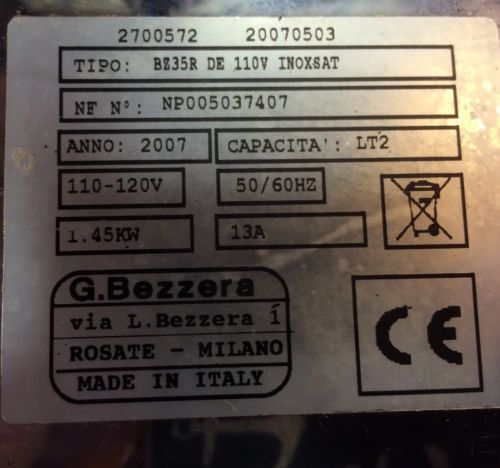 2700572 20070503
TIPO: BZ35R DE 110V INOXSAT
NF N°: NP005037407
ANNO: 2007 CAPACITA': LT2
110-120V 50/60HZ
1.45KW 13A
G.Bezzera
via L.Bezzera 1
ROSATE - MILANO
MADE IN ITALY
CE